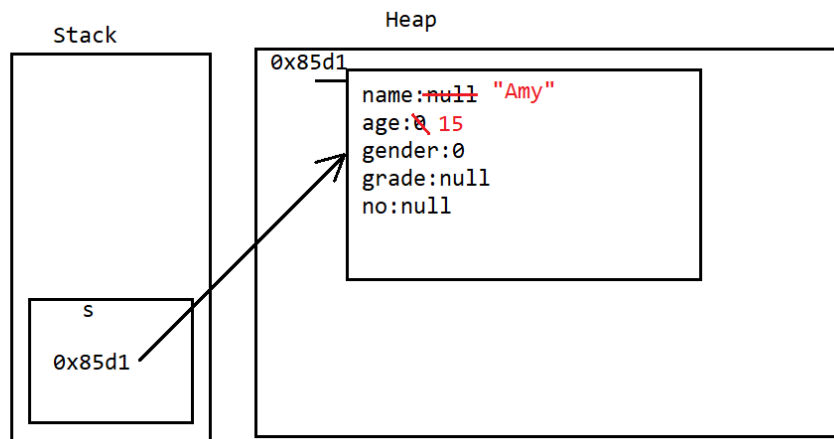 Stack
Heap
0x85d1
name:null "Amy"
age:0 15
gender:0
grade:null
no:null
s
0x85d1